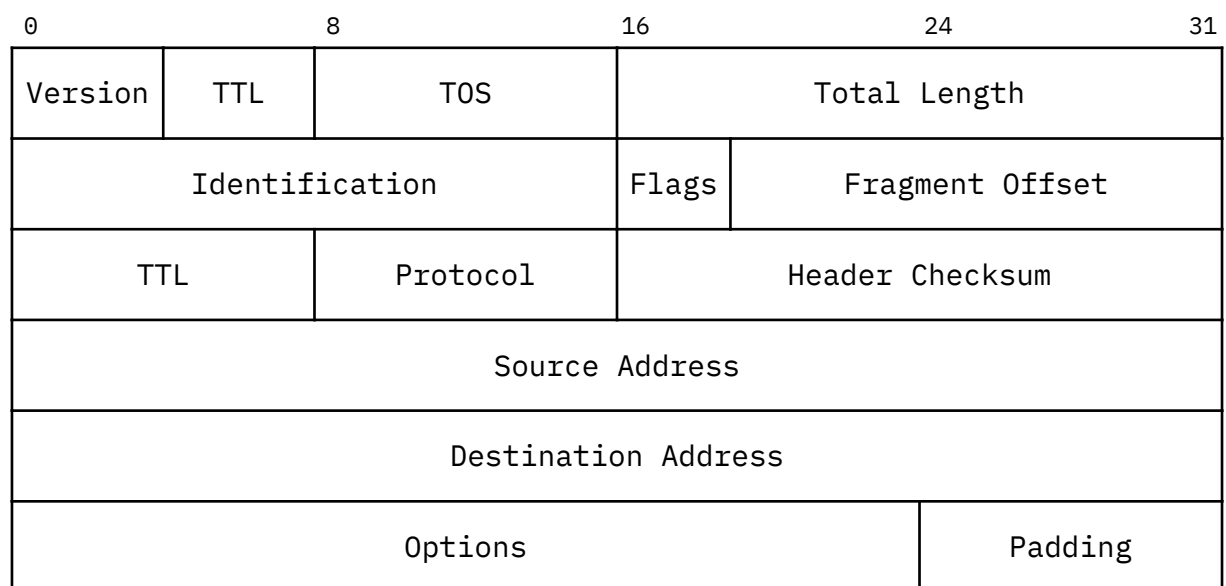 0 8 16 24 31
Version TTL TOS Total Length
Identification Flags Fragment Offset
TTL Protocol Header Checksum
Source Address
Destination Address
Options Padding